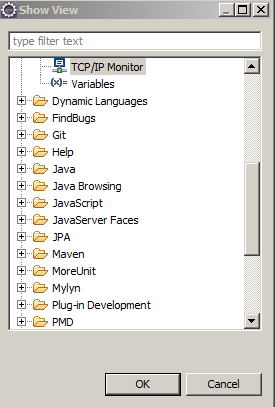 Show View
type filter text
TCP/IP Monitor
(x)= Variables
Dynamic Languages
FindBugs
Git
Help
Java
Java Browsing
JavaScript
JavaServer Faces
JPA
Maven
MoreUnit
Mylyn
Plug-in Development
PMD
OK
Cancel